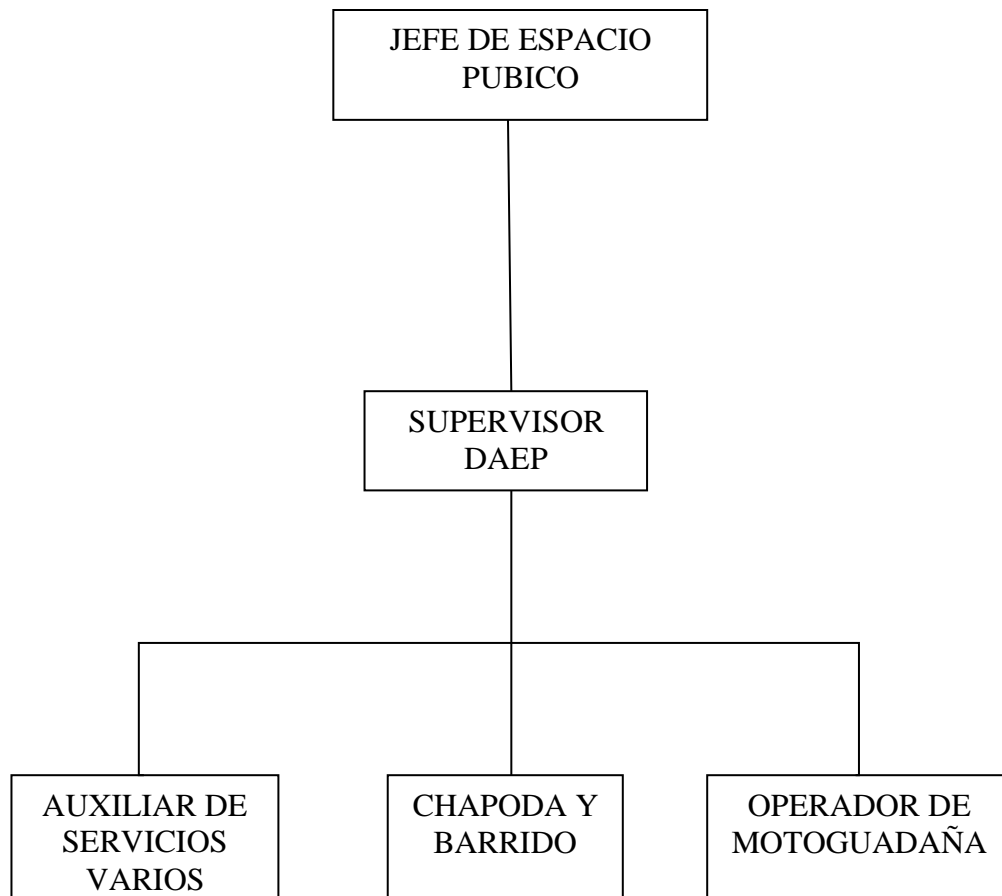 JEFE DE ESPACIO
PUBICO
SUPERVISOR
DAEP
AUXILIAR DE
SERVICIOS
VARIOS
CHAPODA Y
BARRIDO
OPERADOR DE
MOTOGUADAÑA